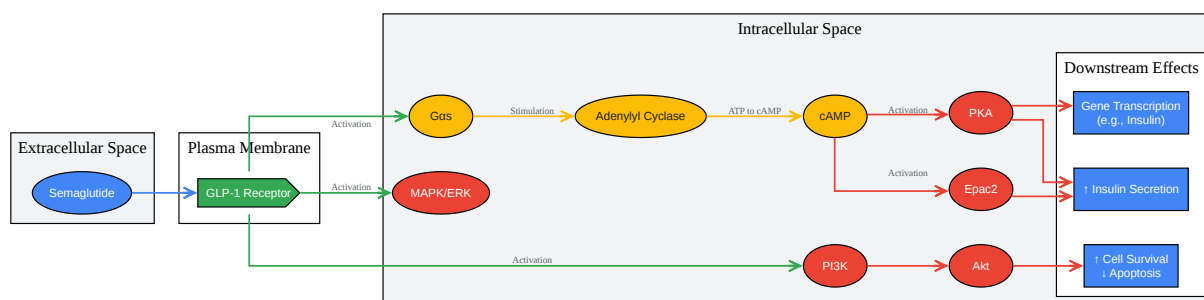 Intracellular Space
Downstream Effects
Extracellular Space
Plasma Membrane
Semaglutide
GLP-1 Receptor
Activation
Gαs
Stimulation
Adenylyl Cyclase
ATP to cAMP
cAMP
Activation
PKA
Gene Transcription
(e.g., Insulin)
Activation
MAPK/ERK
Activation
Epac2
↑ Insulin Secretion
Activation
PI3K
Akt
↑ Cell Survival
↓ Apoptosis